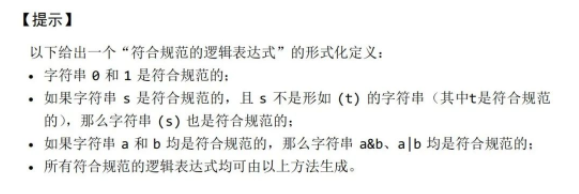 【提示】
以下给出一个“符合规范的逻辑表达式”的形式化定义：
• 字符串 0 和 1 是符合规范的；
• 如果字符串 s 是符合规范的，且 s 不是形如 (t) 的字符串（其中t是符合规范
的），那么字符串 (s) 也是符合规范的；
• 如果字符串 a 和 b 均是符合规范的，那么字符串 a&b、a|b 均是符合规范的；
• 所有符合规范的逻辑表达式均可由以上方法生成。